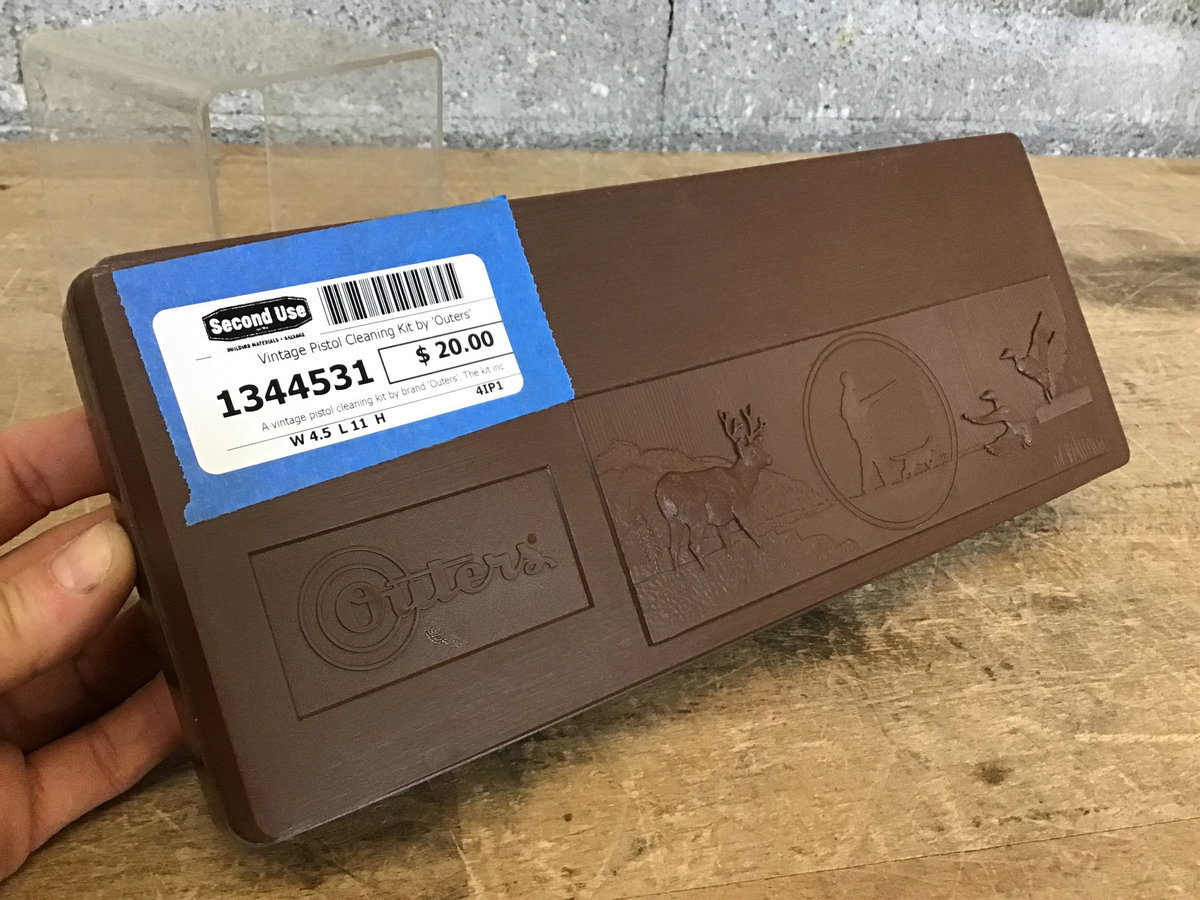 Second Use
BUILDING MATERIALS • SALVAGE
Vintage Pistol Cleaning Kit by 'Outers'
1344531
$ 20.00
A vintage pistol cleaning kit by brand 'Outers'. The kit inc
W 4.5 L 11 H
41P1
Outers®